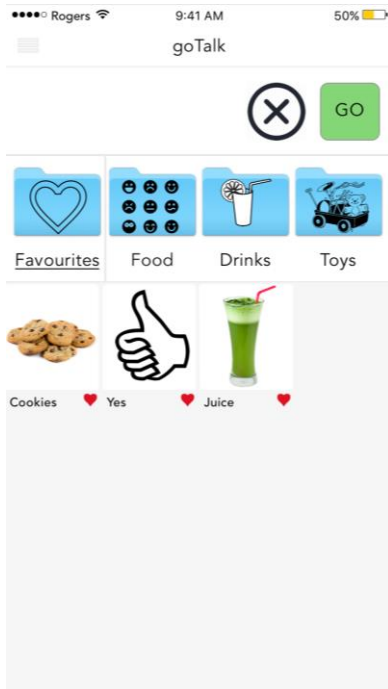 Rogers 9:41 AM 50%
goTalk
GO
Favourites Food Drinks Toys
Cookies Yes Juice